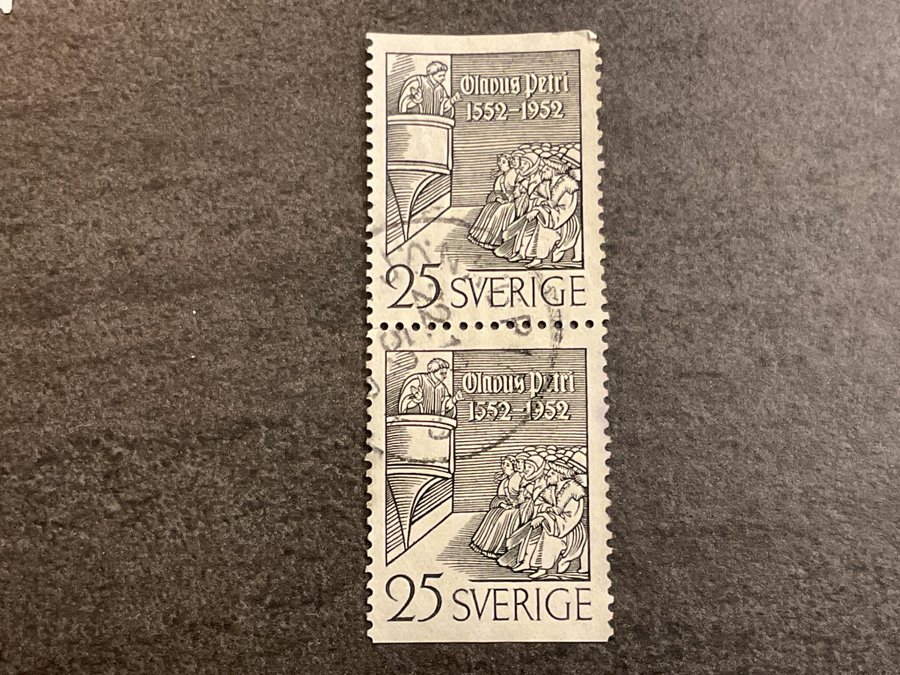 Olavus Petri
1552-1952
25 SVERIGE
Olavus Petri
1552-1952
25 SVERIGE